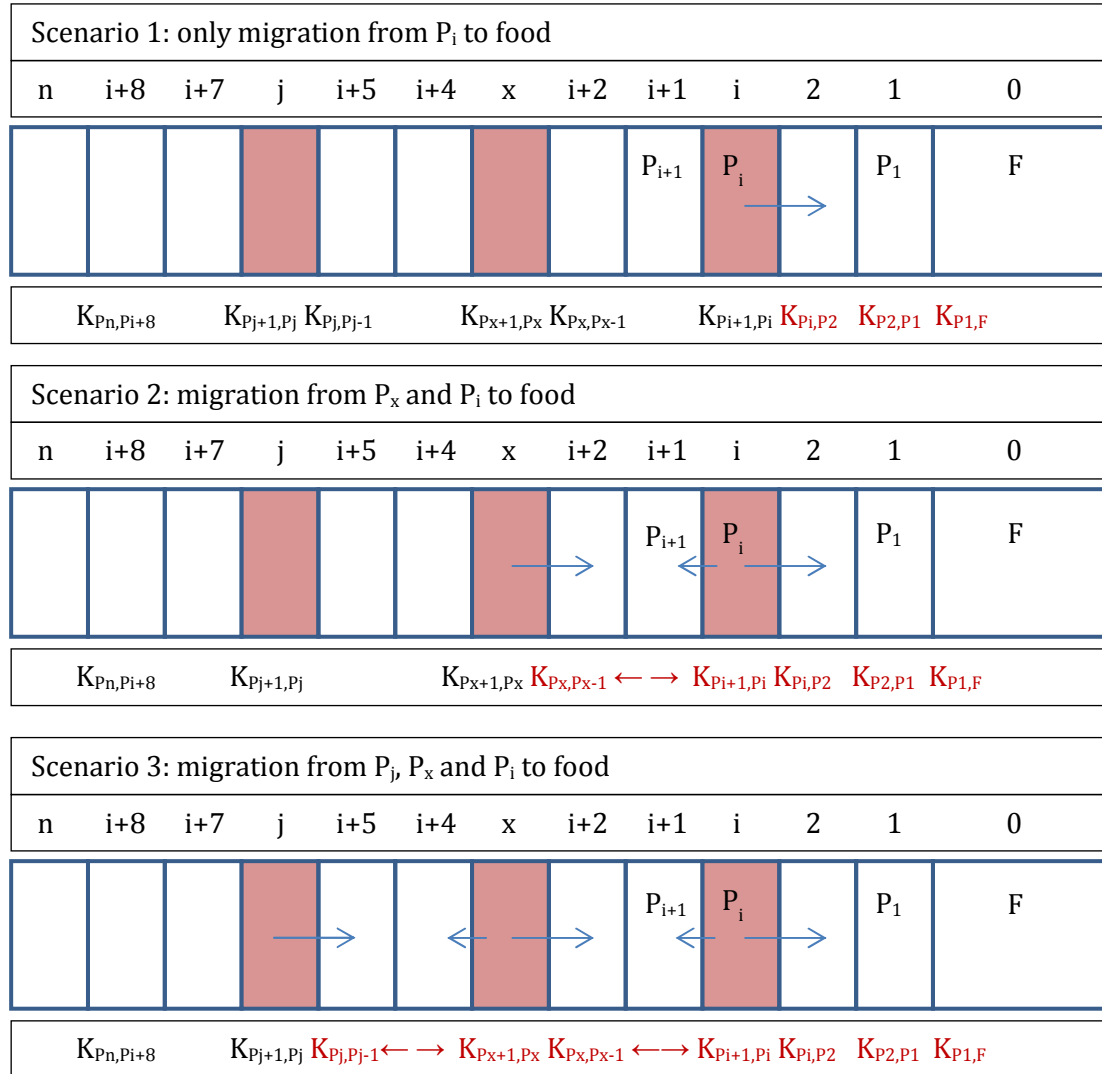 Scenario 1: only migration from Pi to food
n i+8 i+7 j i+5 i+4 x i+2 i+1 i 2 1 0
Pi+1 Pi P1 F
KPn,Pi+8 KPj+1,Pj KPj,Pj-1 KPx+1,Px KPx,Px-1 KPi+1,Pi KPi,P2 KP2,P1 KP1,F
Scenario 2: migration from Px and Pi to food
n i+8 i+7 j i+5 i+4 x i+2 i+1 i 2 1 0
Pi+1 Pi P1 F
KPn,Pi+8 KPj+1,Pj KPx+1,Px KPx,Px-1 ← → KPi+1,Pi KPi,P2 KP2,P1 KP1,F
Scenario 3: migration from Pj, Px and Pi to food
n i+8 i+7 j i+5 i+4 x i+2 i+1 i 2 1 0
Pi+1 Pi P1 F
KPn,Pi+8 KPj+1,Pj KPj,Pj-1 ← → KPx+1,Px KPx,Px-1 ← → KPi+1,Pi KPi,P2 KP2,P1 KP1,F